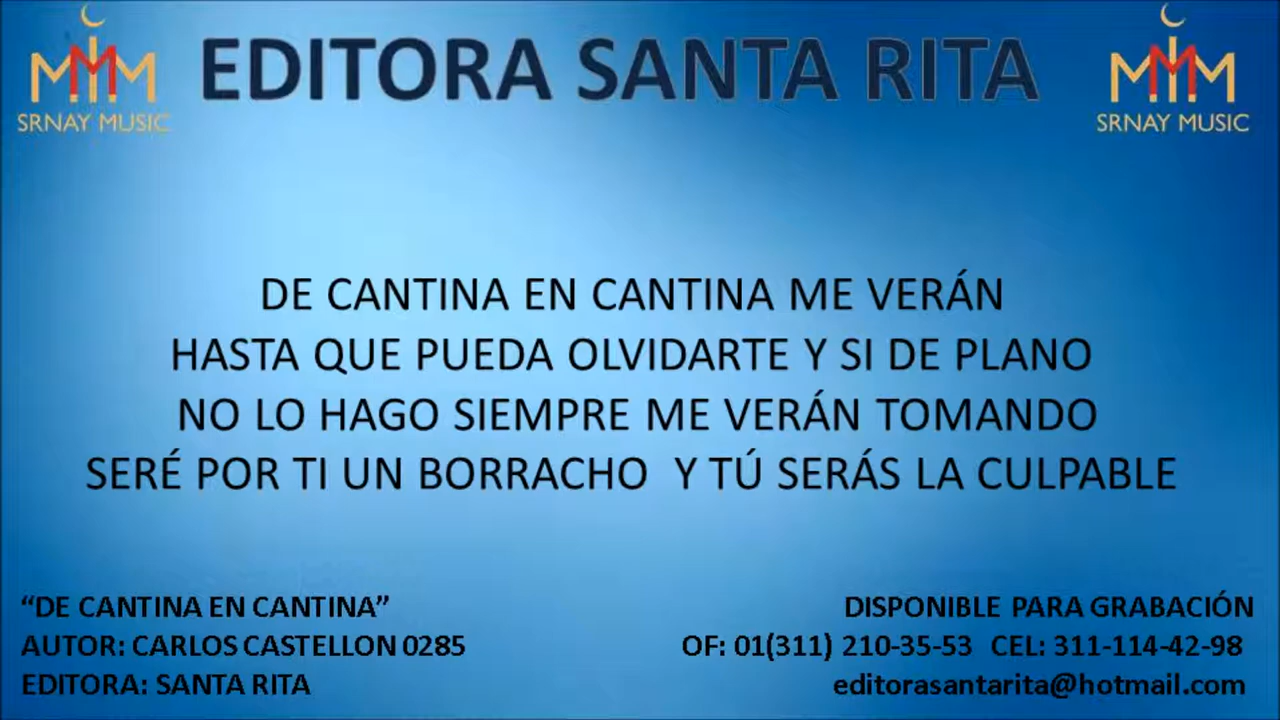 EDITORA SANTA RITA
SRNAY MUSIC
SRNAY MUSIC
DE CANTINA EN CANTINA ME VERÁN
HASTA QUE PUEDA OLVIDARTE Y SI DE PLANO
NO LO HAGO SIEMPRE ME VERÁN TOMANDO
SERÉ POR TI UN BORRACHO Y TÚ SERÁS LA CULPABLE
“DE CANTINA EN CANTINA”
AUTOR: CARLOS CASTELLON 0285
EDITORA: SANTA RITA
DISPONIBLE PARA GRABACIÓN
OF: 01(311) 210-35-53 CEL: 311-114-42-98
editorasantarita@hotmail.com